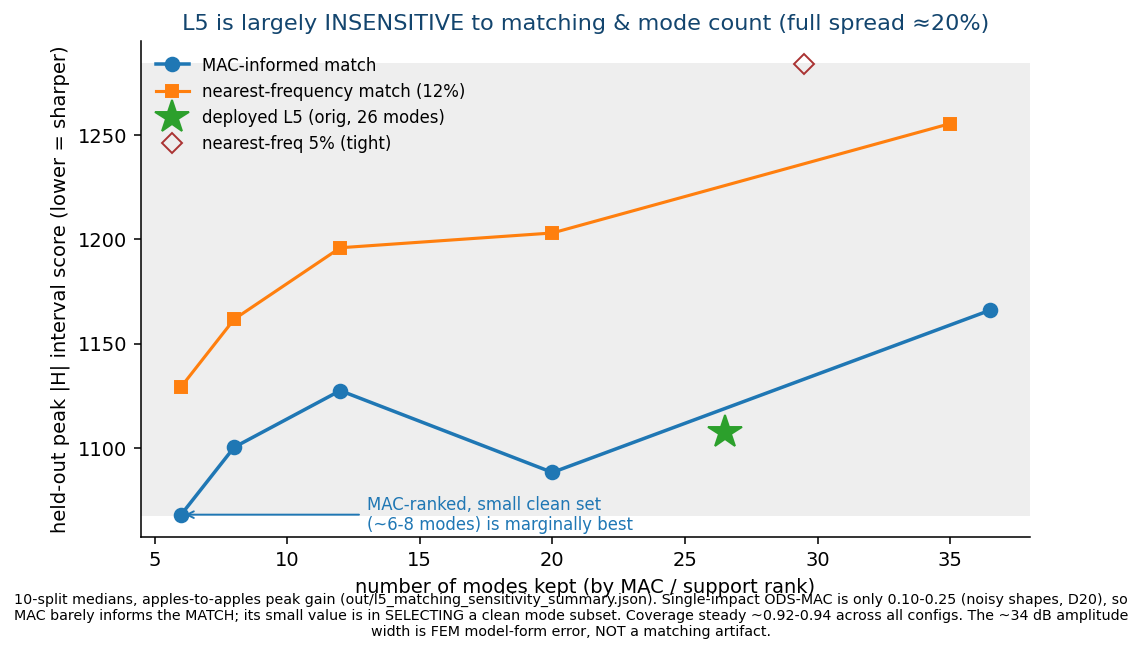 L5 is largely INSENSITIVE to matching & mode count (full spread ≈20%)
MAC-informed match
nearest-frequency match (12%)
deployed L5 (orig, 26 modes)
nearest-freq 5% (tight)
held-out peak |H| interval score (lower = sharper)
1250
1200
1150
1100
MAC-ranked, small clean set
(~6-8 modes) is marginally best
5 10 15 20 25 30 35
number of modes kept (by MAC / support rank)
10-split medians, apples-to-apples peak gain (out/l5_matching_sensitivity_summary.json). Single-impact ODS-MAC is only 0.10-0.25 (noisy shapes, D20), so
MAC barely informs the MATCH; its small value is in SELECTING a clean mode subset. Coverage steady ~0.92-0.94 across all configs. The ~34 dB amplitude
width is FEM model-form error, NOT a matching artifact.